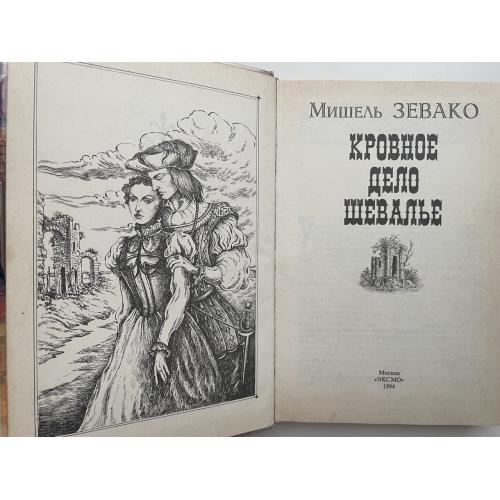 Мишель ЗЕВАКО
КРОВНОЕ
ДЕЛО
ШЕВАЛЬЕ
Москва
«ЭКСМО»
1994